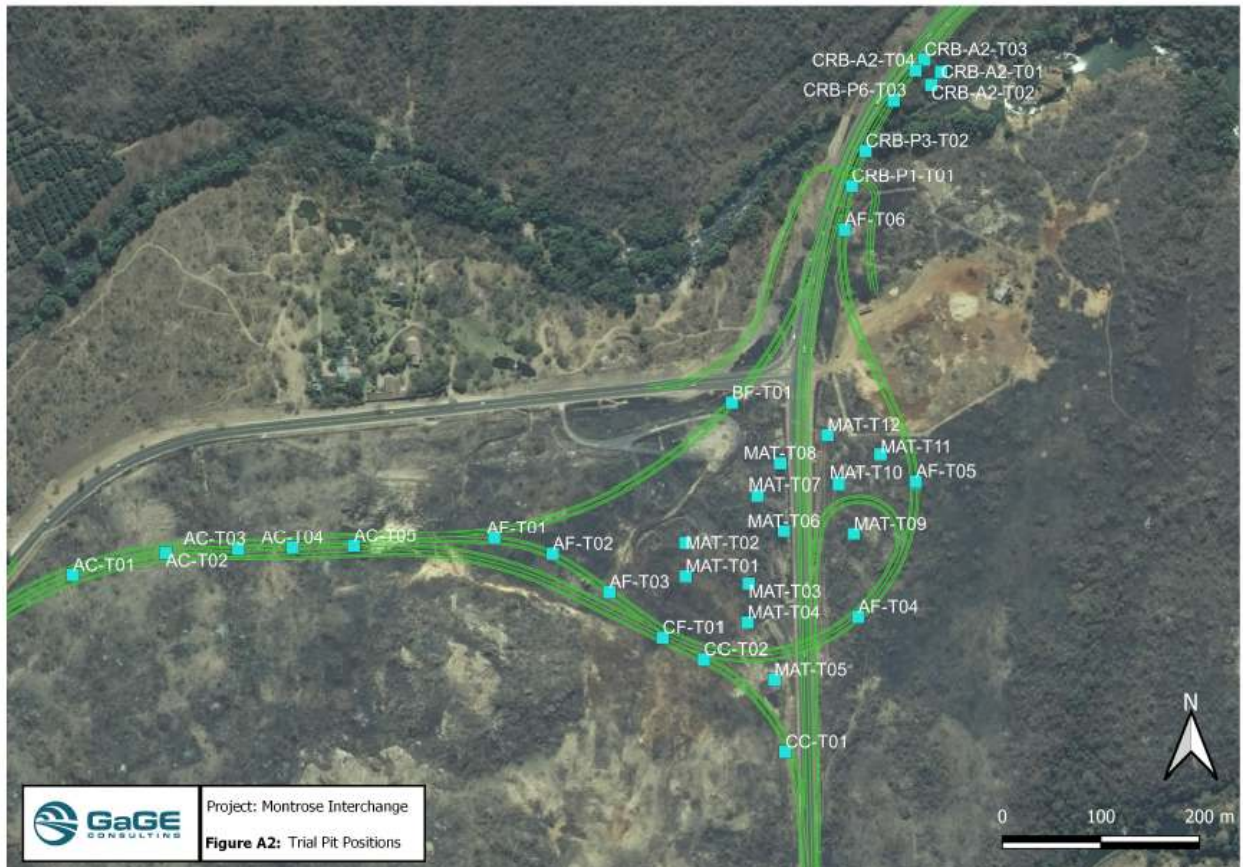 CRB-A2-T03
CRB-A2-T04
CRB-A2-T01
CRB-A2-T02
CRB-P6-T03
CRB-P3-T02
CRB-P1-T01
AF-T06
BF-T01
MAT-T12
MAT-T11
MAT-T08
MAT-T10
AF-T05
MAT-T07
MAT-T06
MAT-T09
AC-T03
AC-T04
AC-T05
AF-T01
AC-T01
AC-T02
AF-T02
MAT-T02
MAT-T01
AF-T03
MAT-T03
MAT-T04
AF-T04
CF-T01
CC-T02
MAT-T05
CC-T01
N
GaGE
CONSULTING
Project: Montrose Interchange
Figure A2: Trial Pit Positions
0 100 200 m